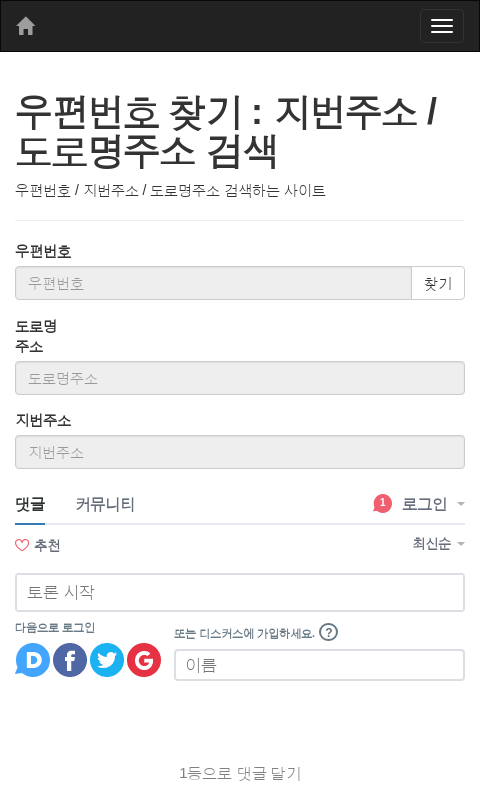 우편번호 찾기 : 지번주소 /
도로명주소 검색
우편번호 / 지번주소 / 도로명주소 검색하는 사이트
우편번호
우편번호 찾기
도로명
주소
도로명주소
지번주소
지번주소
댓글 커뮤니티 1 로그인
추천 최신순
토론 시작
다음으로 로그인
또는 디스커스에 가입하세요. ?
D f G
이름
1등으로 댓글 달기